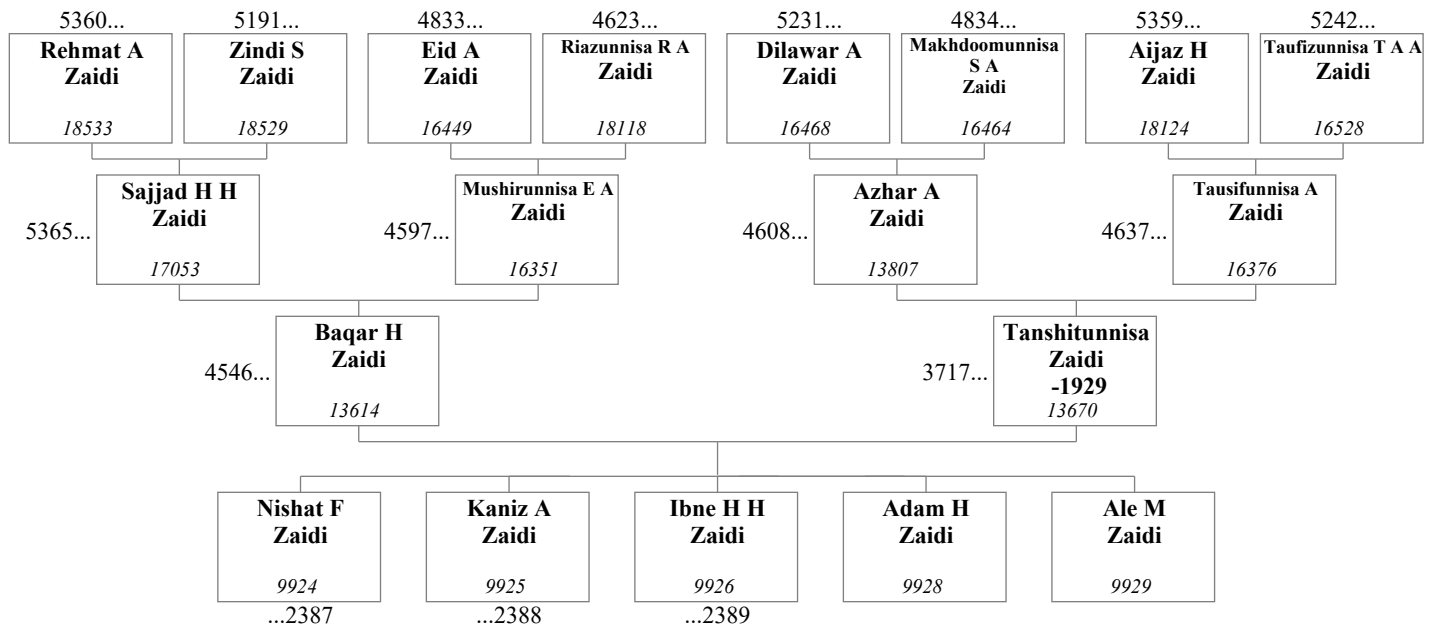 5360... 5191... 4833... 4623... 5231... 4834... 5359... 5242...
Rehmat A
Zaidi
18533
Zindi S
Zaidi
18529
Eid A
Zaidi
16449
Riazunnisa R A
Zaidi
18118
Dilawar A
Zaidi
16468
Makhdoomunnisa
S A
Zaidi
16464
Aijaz H
Zaidi
18124
Taufizunnisa T A A
Zaidi
16528
5365...
Sajjad H H
Zaidi
17053
4597...
Mushirunnisa E A
Zaidi
16351
4608...
Azhar A
Zaidi
13807
4637...
Tausifunnisa A
Zaidi
16376
4546...
Baqar H
Zaidi
13614
3717...
Tanshitunnisa
Zaidi
-1929
13670
Nishat F
Zaidi
9924
...2387
Kaniz A
Zaidi
9925
...2388
Ibne H H
Zaidi
9926
...2389
Adam H
Zaidi
9928
Ale M
Zaidi
9929